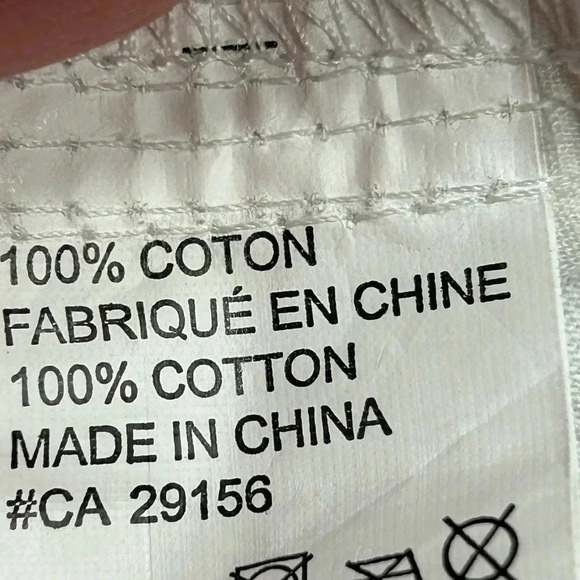 100% COTON
FABRIQUÉ EN CHINE
100% COTTON
MADE IN CHINA
#CA 29156